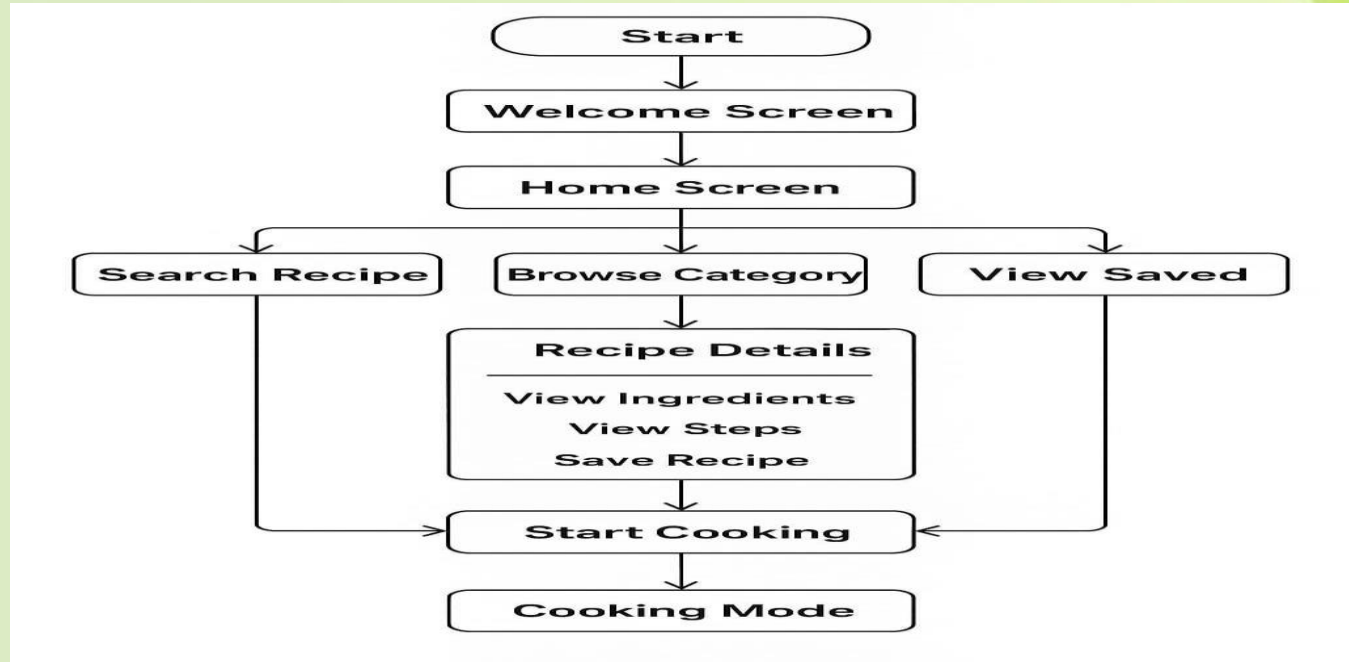 Start
Welcome Screen
Home Screen
Search Recipe
Browse Category
View Saved
Recipe Details
View Ingredients
View Steps
Save Recipe
Start Cooking
Cooking Mode